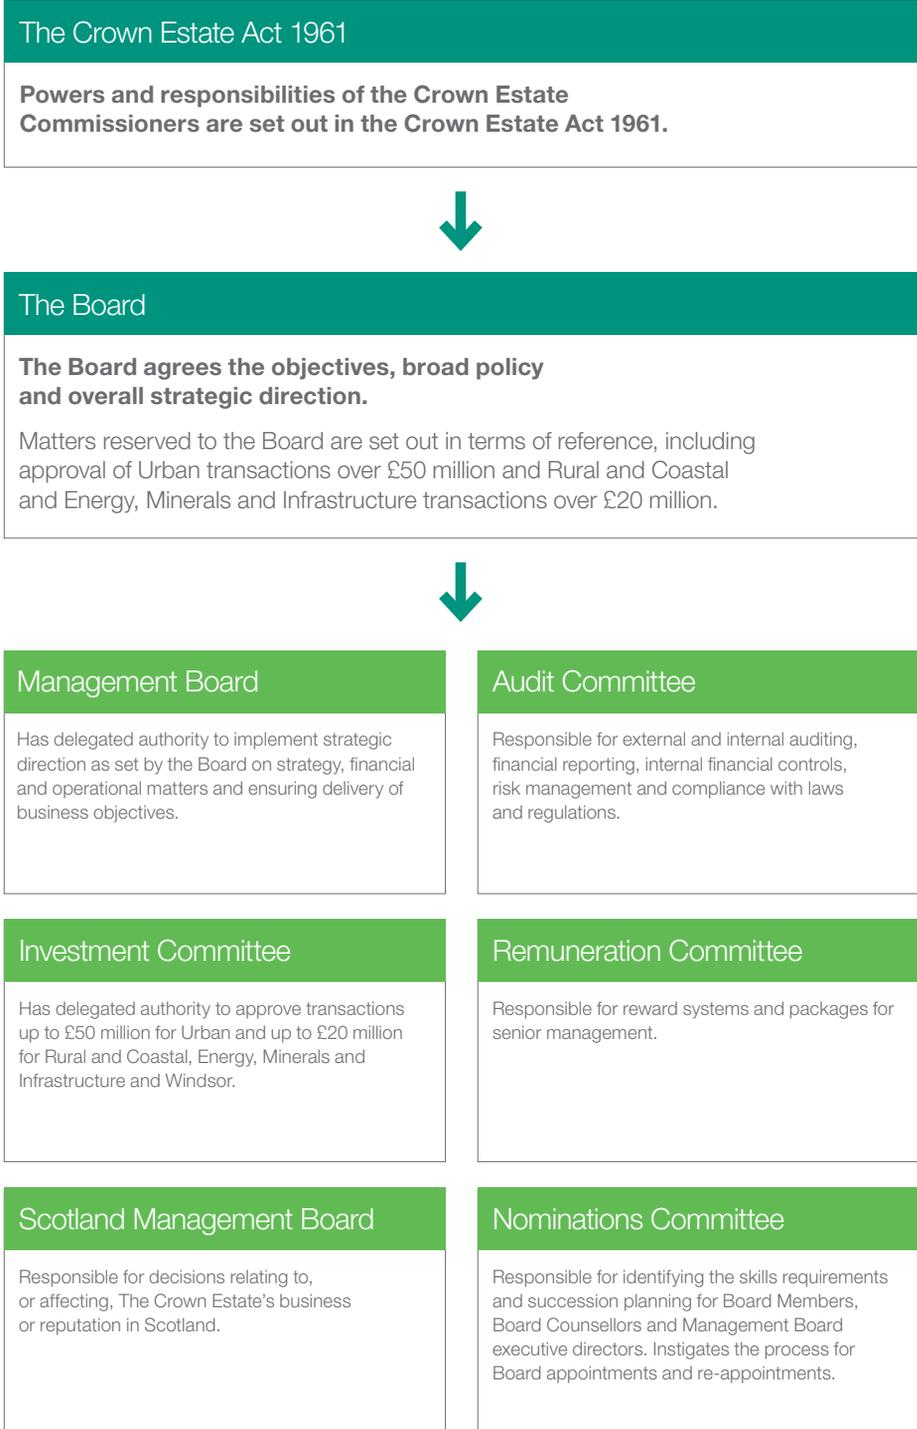 The Crown Estate Act 1961
Powers and responsibilities of the Crown Estate
Commissioners are set out in the Crown Estate Act 1961.
The Board
The Board agrees the objectives, broad policy
and overall strategic direction.
Matters reserved to the Board are set out in terms of reference, including
approval of Urban transactions over £50 million and Rural and Coastal
and Energy, Minerals and Infrastructure transactions over £20 million.
Management Board
Has delegated authority to implement strategic
direction as set by the Board on strategy, financial
and operational matters and ensuring delivery of
business objectives.
Audit Committee
Responsible for external and internal auditing,
financial reporting, internal financial controls,
risk management and compliance with laws
and regulations.
Investment Committee
Has delegated authority to approve transactions
up to £50 million for Urban and up to £20 million
for Rural and Coastal, Energy, Minerals and
Infrastructure and Windsor.
Remuneration Committee
Responsible for reward systems and packages for
senior management.
Scotland Management Board
Responsible for decisions relating to,
or affecting, The Crown Estate's business
or reputation in Scotland.
Nominations Committee
Responsible for identifying the skills requirements
and succession planning for Board Members,
Board Counsellors and Management Board
executive directors. Instigates the process for
Board appointments and re-appointments.